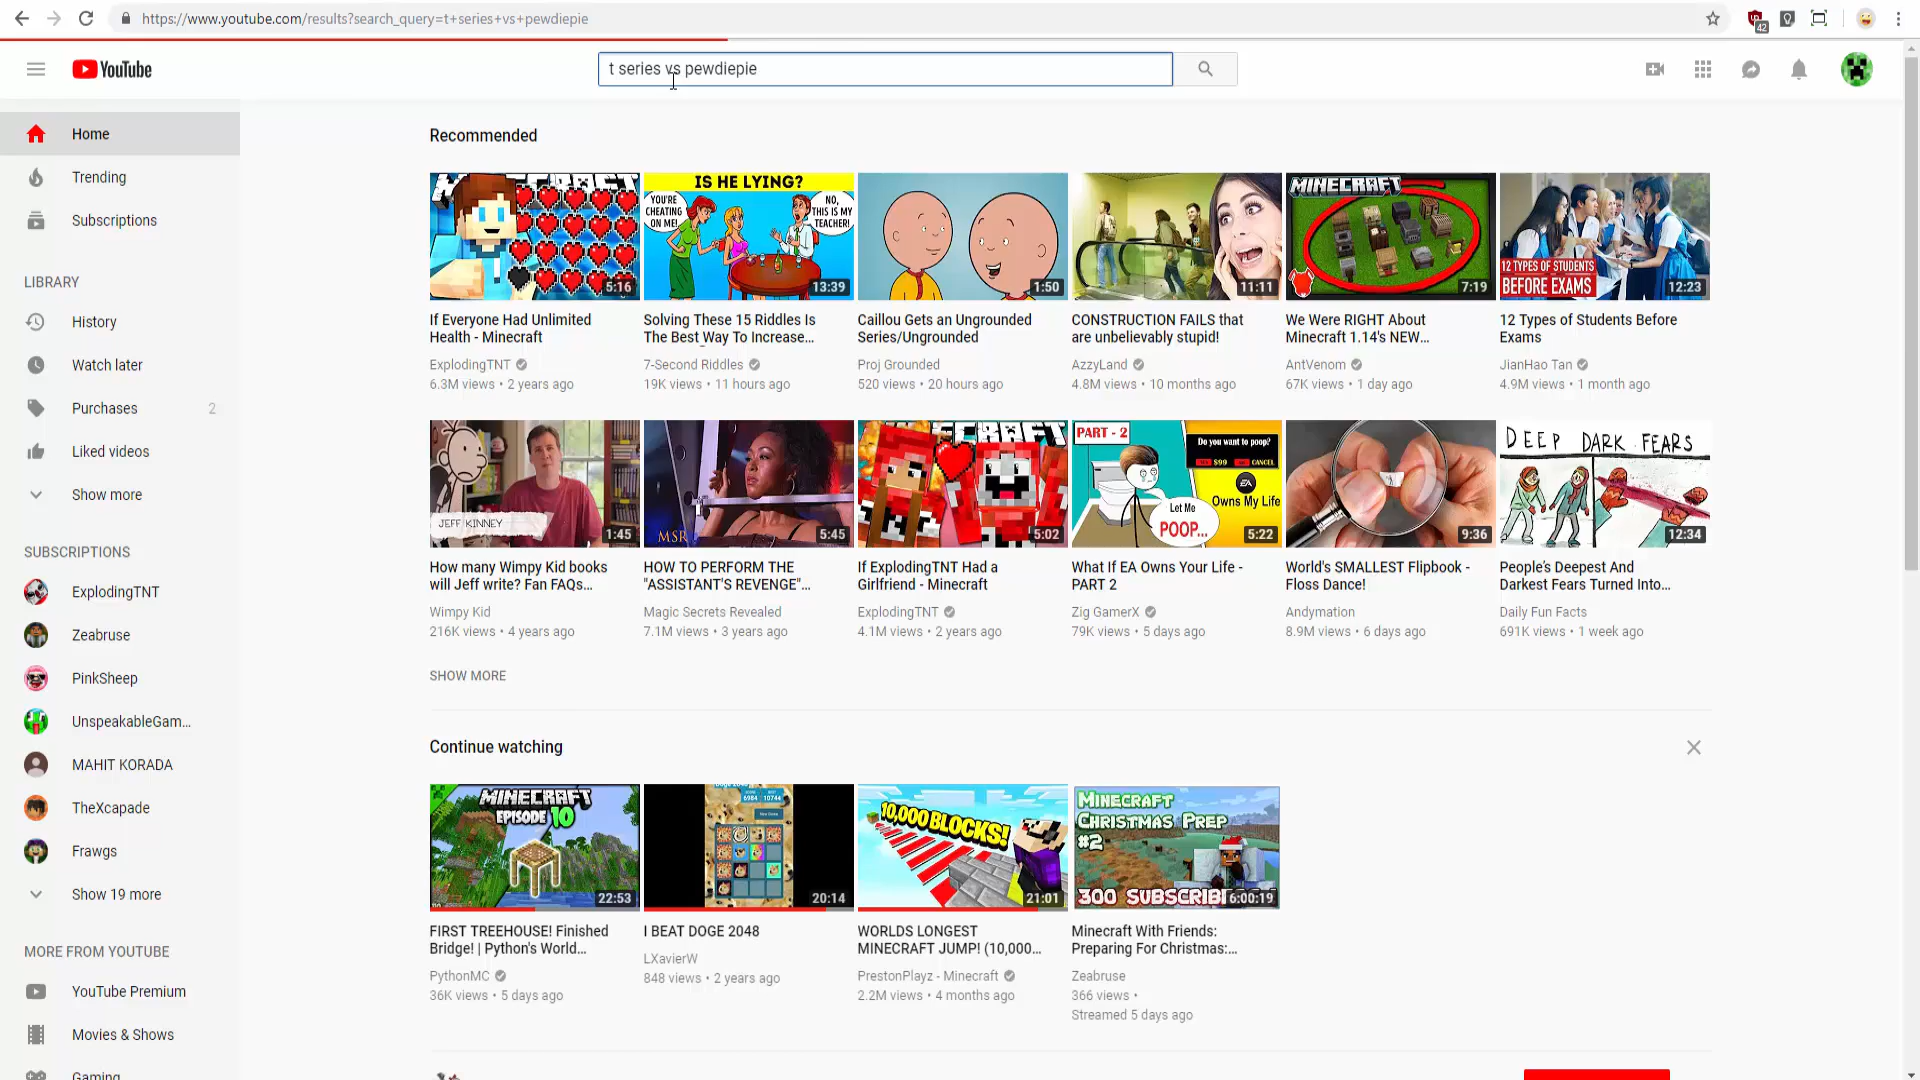 https://www.youtube.com/results?search_query=t+series+vs+pewdiepie
42
YouTube
t series vs pewdiepie
Home
Trending
Subscriptions
LIBRARY
History
Watch later
Purchases 2
Liked videos
Show more
SUBSCRIPTIONS
ExplodingTNT
Zeabruse
PinkSheep
UnspeakableGam...
MAHIT KORADA
TheXcapade
Frawgs
Show 19 more
MORE FROM YOUTUBE
YouTube Premium
Movies & Shows
Gaming
Recommended
MINECRAFT
5:16
If Everyone Had Unlimited
Health - Minecraft
ExplodingTNT
6.3M views • 2 years ago
IS HE LYING?
YOU'RE
CHEATING
ON ME!
NO,
THIS IS MY
TEACHER!
13:39
Solving These 15 Riddles Is
The Best Way To Increase...
7-Second Riddles
19K views • 11 hours ago
1:50
Caillou Gets an Ungrounded
Series/Ungrounded
Proj Grounded
520 views • 20 hours ago
11:11
CONSTRUCTION FAILS that
are unbelievably stupid!
AzzyLand
4.8M views • 10 months ago
MINECRAFT
7:19
We Were RIGHT About
Minecraft 1.14's NEW...
AntVenom
67K views • 1 day ago
12 TYPES OF STUDENTS
BEFORE EXAMS
12:23
12 Types of Students Before
Exams
JianHao Tan
4.9M views • 1 month ago
JEFF KINNEY
1:45
How many Wimpy Kid books
will Jeff write? Fan FAQs...
Wimpy Kid
216K views • 4 years ago
MSR
5:45
HOW TO PERFORM THE
"ASSISTANT'S REVENGE"...
Magic Secrets Revealed
7.1M views • 3 years ago
MINECRAFT
5:02
If ExplodingTNT Had a
Girlfriend - Minecraft
ExplodingTNT
4.1M views • 2 years ago
PART - 2
Do you want to poop?
$99 CANCEL
EA
Owns My Life
Let Me
POOP...
5:22
What If EA Owns Your Life -
PART 2
Zig GamerX
79K views • 5 days ago
9:36
World's SMALLEST Flipbook -
Floss Dance!
Andymation
8.9M views • 6 days ago
DEEP DARK FEARS
12:34
People's Deepest And
Darkest Fears Turned Into...
Daily Fun Facts
691K views • 1 week ago
SHOW MORE
Continue watching
MINECRAFT
EPISODE 10
22:53
FIRST TREEHOUSE! Finished
Bridge! | Python's World...
PythonMC
36K views • 5 days ago
6984 10744
20:14
I BEAT DOGE 2048
LXavierW
848 views • 2 years ago
10,000 BLOCKS!
21:01
WORLDS LONGEST
MINECRAFT JUMP! (10,000...
PrestonPlayz - Minecraft
2.2M views • 4 months ago
MINECRAFT
CHRISTMAS PREP
#2
300 SUBSCRIB
6:00:19
Minecraft With Friends:
Preparing For Christmas:...
Zeabruse
366 views •
Streamed 5 days ago